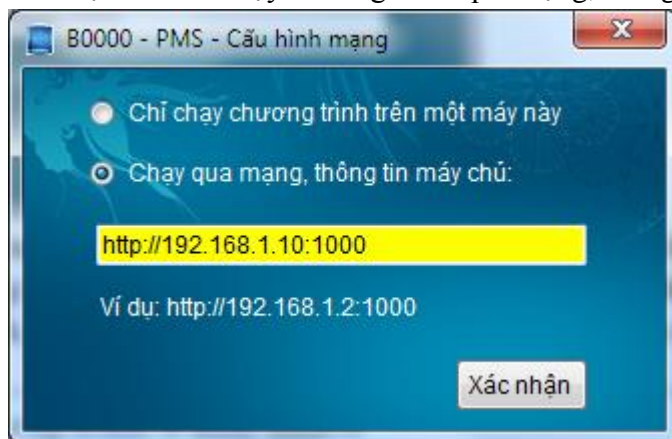 B0000 - PMS - Cấu hình mạng
Chỉ chạy chương trình trên một máy này
Chạy qua mạng, thông tin máy chủ:
http://192.168.1.10:1000
Ví dụ: http://192.168.1.2:1000
Xác nhận